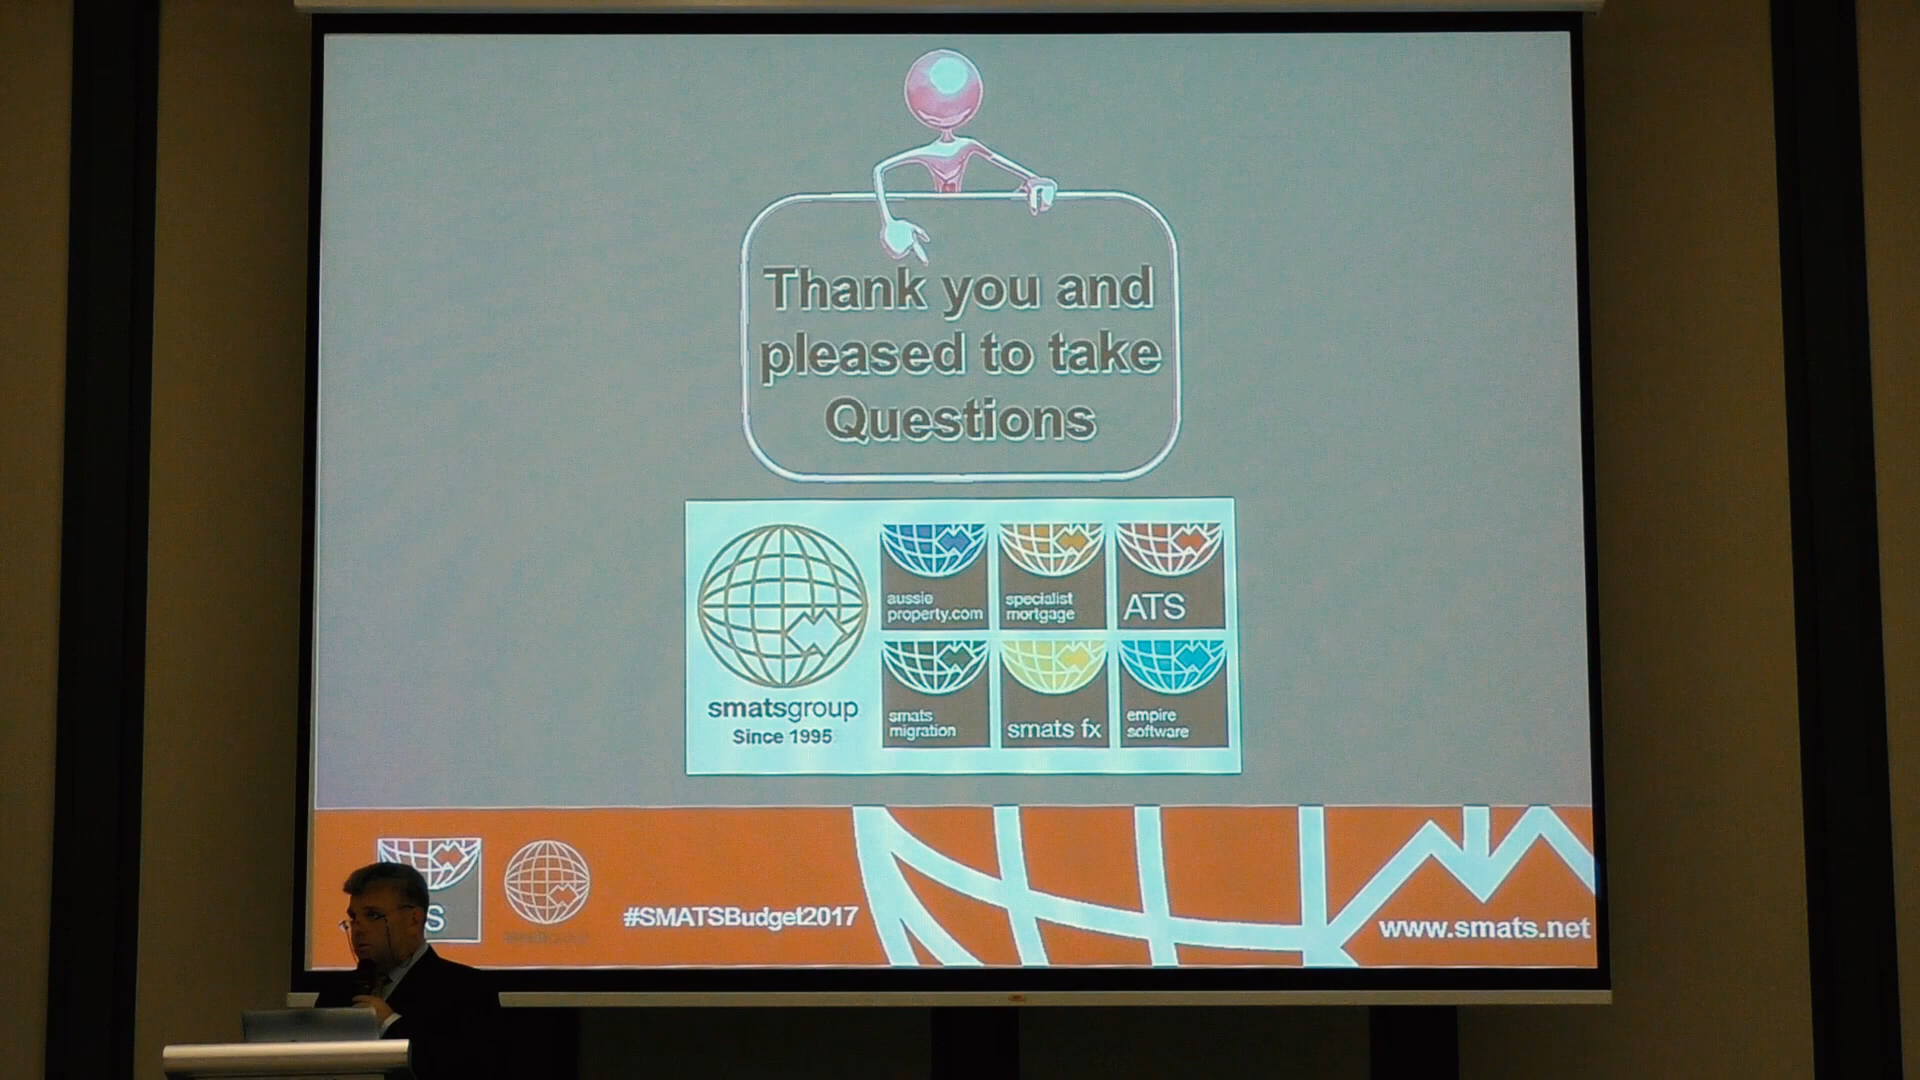 Thank you and
pleased to take
Questions
aussie
property.com
specialist
mortgage
ATS
smatsgroup
Since 1995
smats
migration
smats fx
empire
software
S
#SMATSBudget2017
www.smats.net